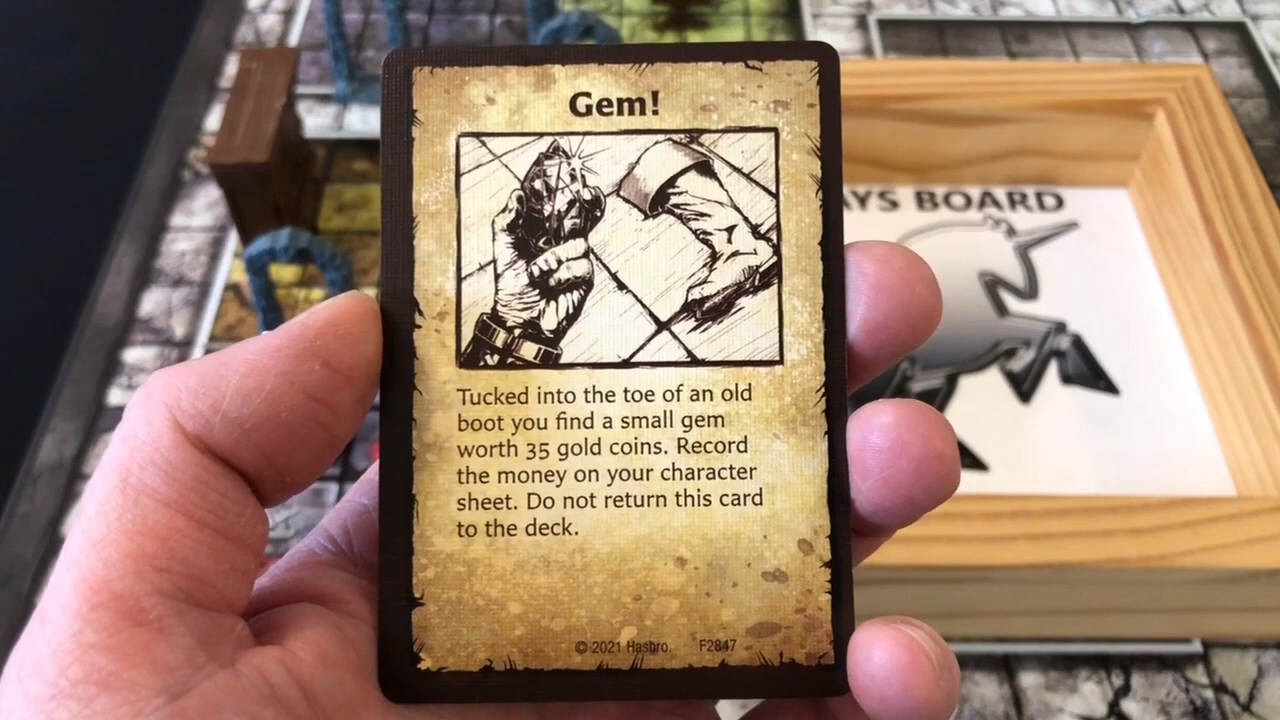 Gem!
Tucked into the toe of an old
boot you find a small gem
worth 35 gold coins. Record
the money on your character
sheet. Do not return this card
to the deck.
© 2021 Hasbro. F2847
BOARD